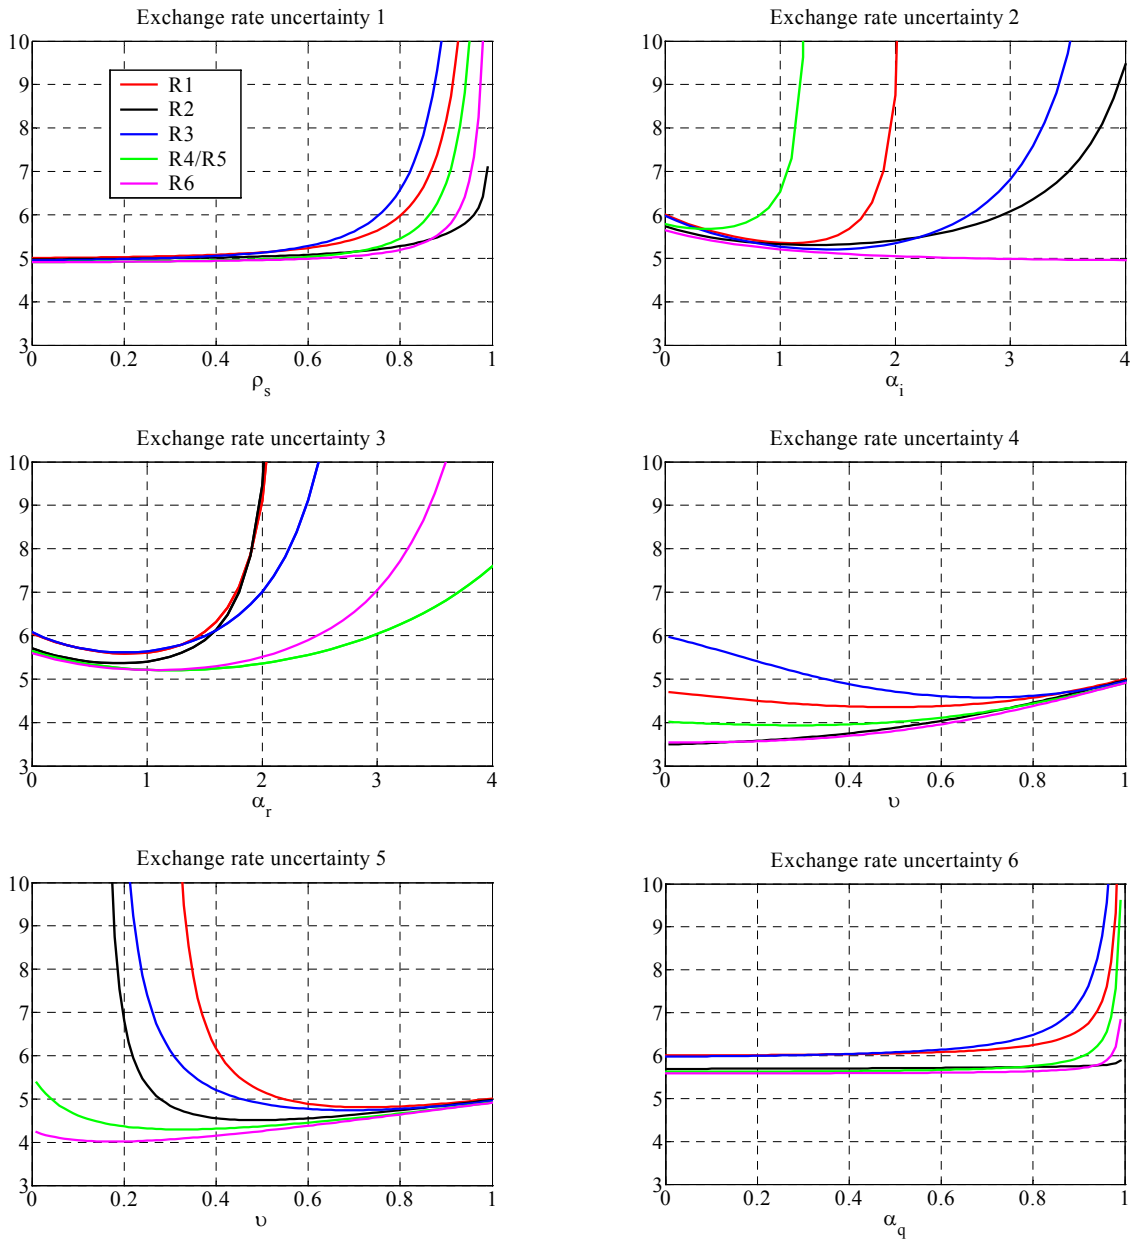 Exchange rate uncertainty 1
10
9
8
7
6
5
4
3
0 0.2 0.4 0.6 0.8 1
ρs
R1
R2
R3
R4/R5
R6
Exchange rate uncertainty 2
10
9
8
7
6
5
4
3
0 1 2 3 4
αi
Exchange rate uncertainty 3
10
9
8
7
6
5
4
3
0 1 2 3 4
αr
Exchange rate uncertainty 4
10
9
8
7
6
5
4
3
0 0.2 0.4 0.6 0.8 1
υ
Exchange rate uncertainty 5
10
9
8
7
6
5
4
3
0 0.2 0.4 0.6 0.8 1
υ
Exchange rate uncertainty 6
10
9
8
7
6
5
4
3
0 0.2 0.4 0.6 0.8 1
αq